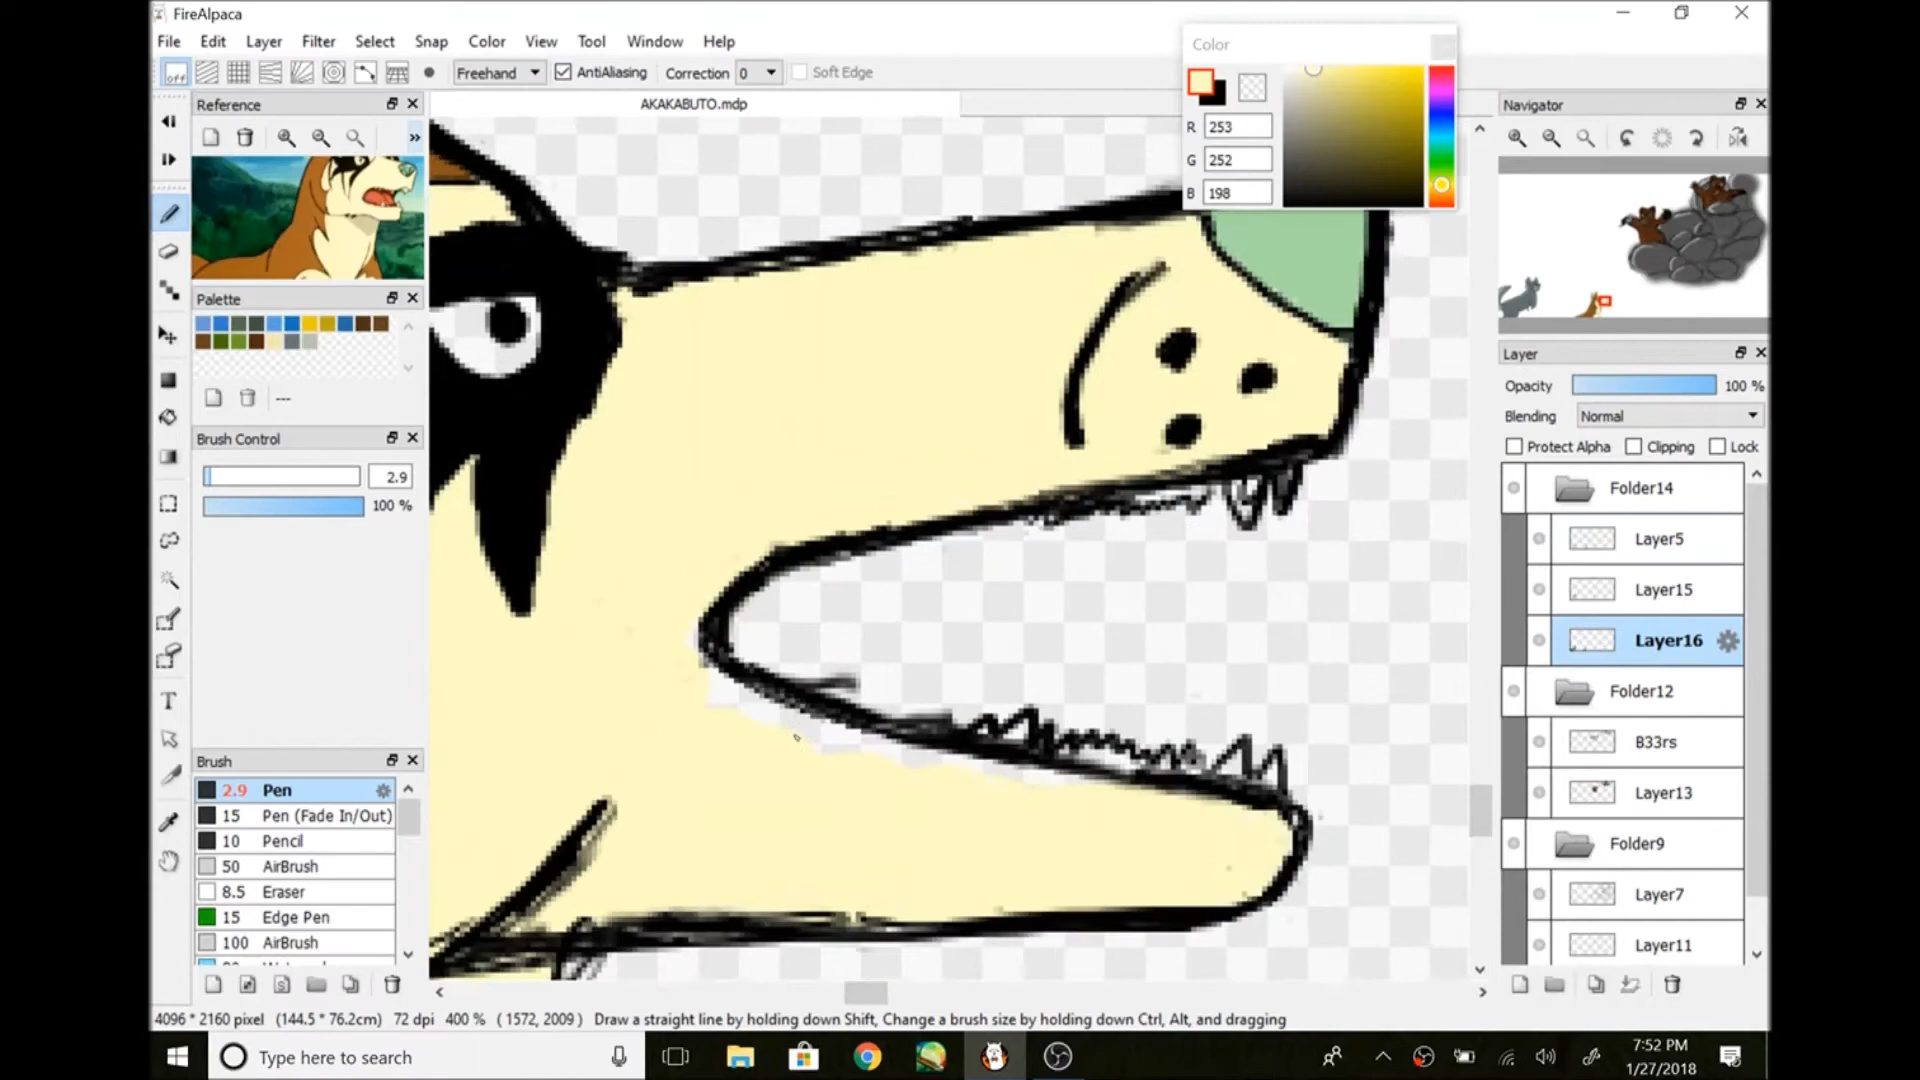 FireAlpaca
File Edit Layer Filter Select Snap Color View Tool Window Help
off Freehand AntiAliasing Correction 0 Soft Edge
Color
R 253
G 252
B 198
Reference
AKAKABUTO.mdp
Navigator
Palette
---
Brush Control
2.9
100 %
Brush
2.9 Pen
15 Pen (Fade In/Out)
10 Pencil
50 AirBrush
8.5 Eraser
15 Edge Pen
100 AirBrush
Layer
Opacity 100 %
Blending Normal
Protect Alpha Clipping Lock
Folder14
Layer5
Layer15
Layer16
Folder12
B33rs
Layer13
Folder9
Layer7
Layer11
4096 * 2160 pixel (144.5 * 76.2cm) 72 dpi 400 % ( 1572, 2009 ) Draw a straight line by holding down Shift, Change a brush size by holding down Ctrl, Alt, and dragging
Type here to search
7:52 PM
1/27/2018